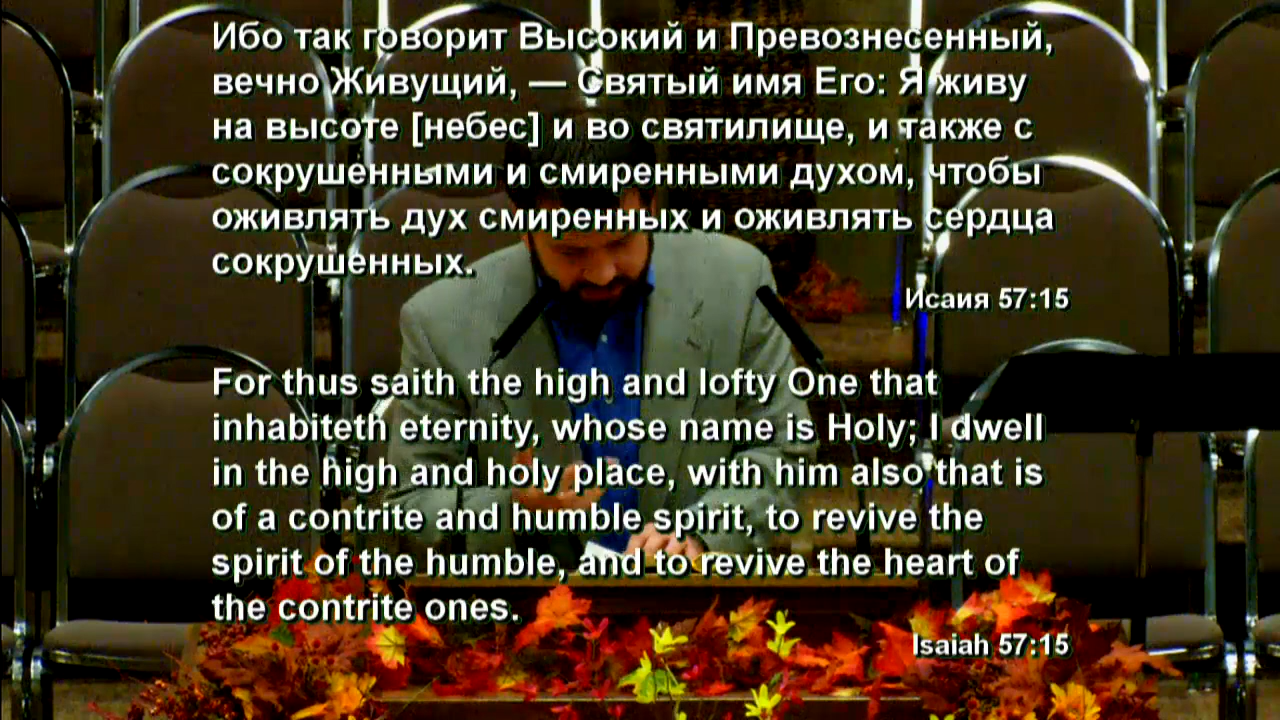 Ибо так говорит Высокий и Превознесенный,
вечно Живущий, — Святый имя Его: Я живу
на высоте [небес] и во святилище, и также с
сокрушенными и смиренными духом, чтобы
оживлять дух смиренных и оживлять сердца
сокрушенных.
Исаия 57:15
For thus saith the high and lofty One that
inhabiteth eternity, whose name is Holy; I dwell
in the high and holy place, with him also that is
of a contrite and humble spirit, to revive the
spirit of the humble, and to revive the heart of
the contrite ones.
Isaiah 57:15